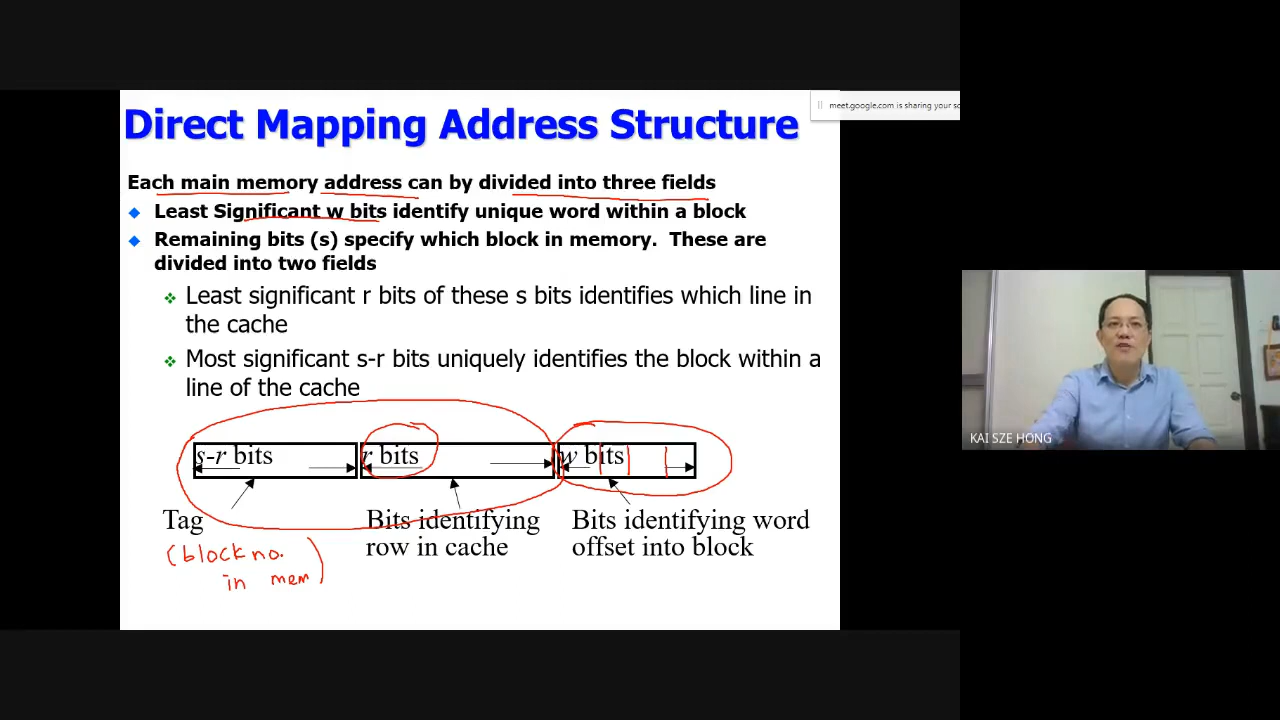 Direct Mapping Address Structure
meet.google.com is sharing your sc
Each main memory address can by divided into three fields
Least Significant w bits identify unique word within a block
Remaining bits (s) specify which block in memory. These are
divided into two fields
Least significant r bits of these s bits identifies which line in
the cache
Most significant s-r bits uniquely identifies the block within a
line of the cache
s-r bits r bits w bits
Tag Bits identifying Bits identifying word
row in cache offset into block
(block no.
in mem)
KAI SZE HONG